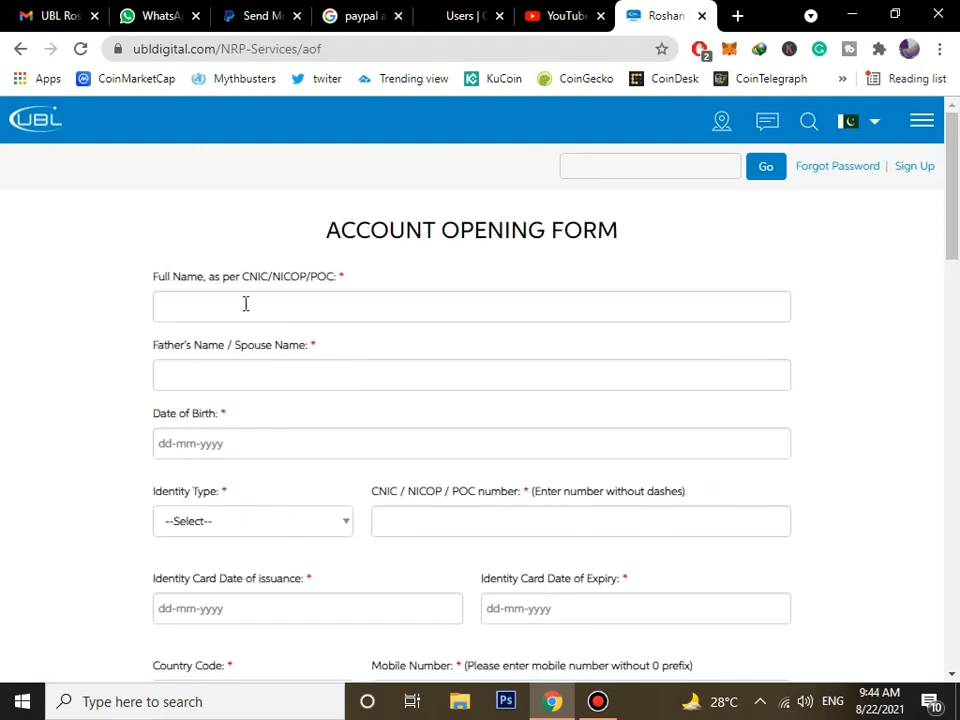 UBL Ros
WhatsA
Send M
paypal a
Users | C
YouTube
Roshan
ubldigital.com/NRP-Services/aof
2
Apps
CoinMarketCap
Mythbusters
twiter
Trending view
KuCoin
CoinGecko
CoinDesk
CoinTelegraph
»
Reading list
UBL
Go
Forgot Password | Sign Up
ACCOUNT OPENING FORM
Full Name, as per CNIC/NICOP/POC: *
Father's Name / Spouse Name: *
Date of Birth: *
dd-mm-yyyy
Identity Type: *
CNIC / NICOP / POC number: * (Enter number without dashes)
--Select--
Identity Card Date of issuance: *
Identity Card Date of Expiry: *
dd-mm-yyyy
dd-mm-yyyy
Country Code: *
Mobile Number: * (Please enter mobile number without 0 prefix)
Type here to search
Ps
28°C
ENG
9:44 AM
8/22/2021
10